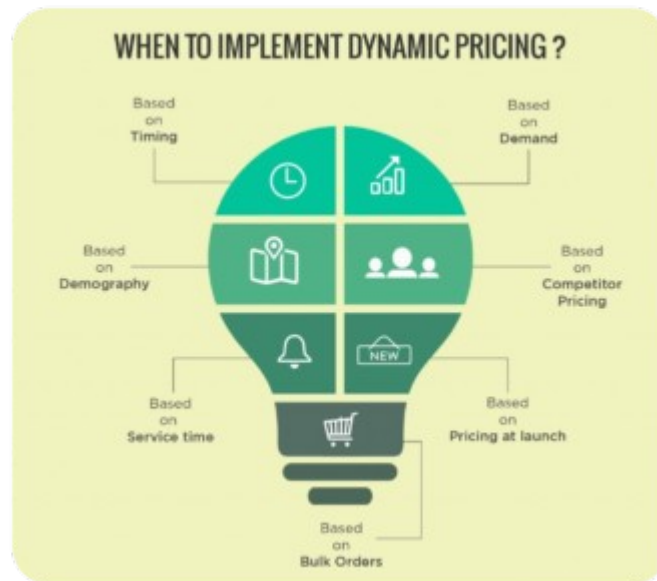 WHEN TO IMPLEMENT DYNAMIC PRICING ?
Based
on
Timing
Based
on
Demand
Based
on
Demography
Based
on
Competitor
Pricing
NEW
Based
on
Service time
Based
on
Pricing at launch
Based
on
Bulk Orders